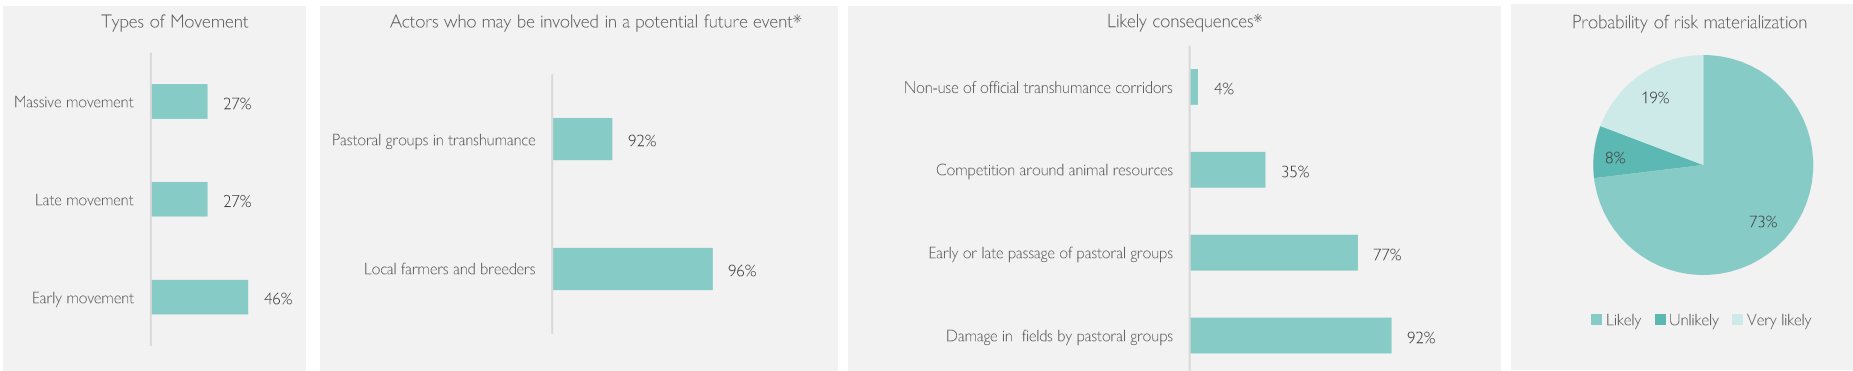 Types of Movement
Massive movement 27%
Late movement 27%
Early movement 46%
Actors who may be involved in a potential future event*
Pastoral groups in transhumance 92%
Local farmers and breeders 96%
Likely consequences*
Non-use of official transhumance corridors 4%
Competition around animal resources 35%
Early or late passage of pastoral groups 77%
Damage in fields by pastoral groups 92%
Probability of risk materialization
19%
8%
73%
Likely Unlikely Very likely